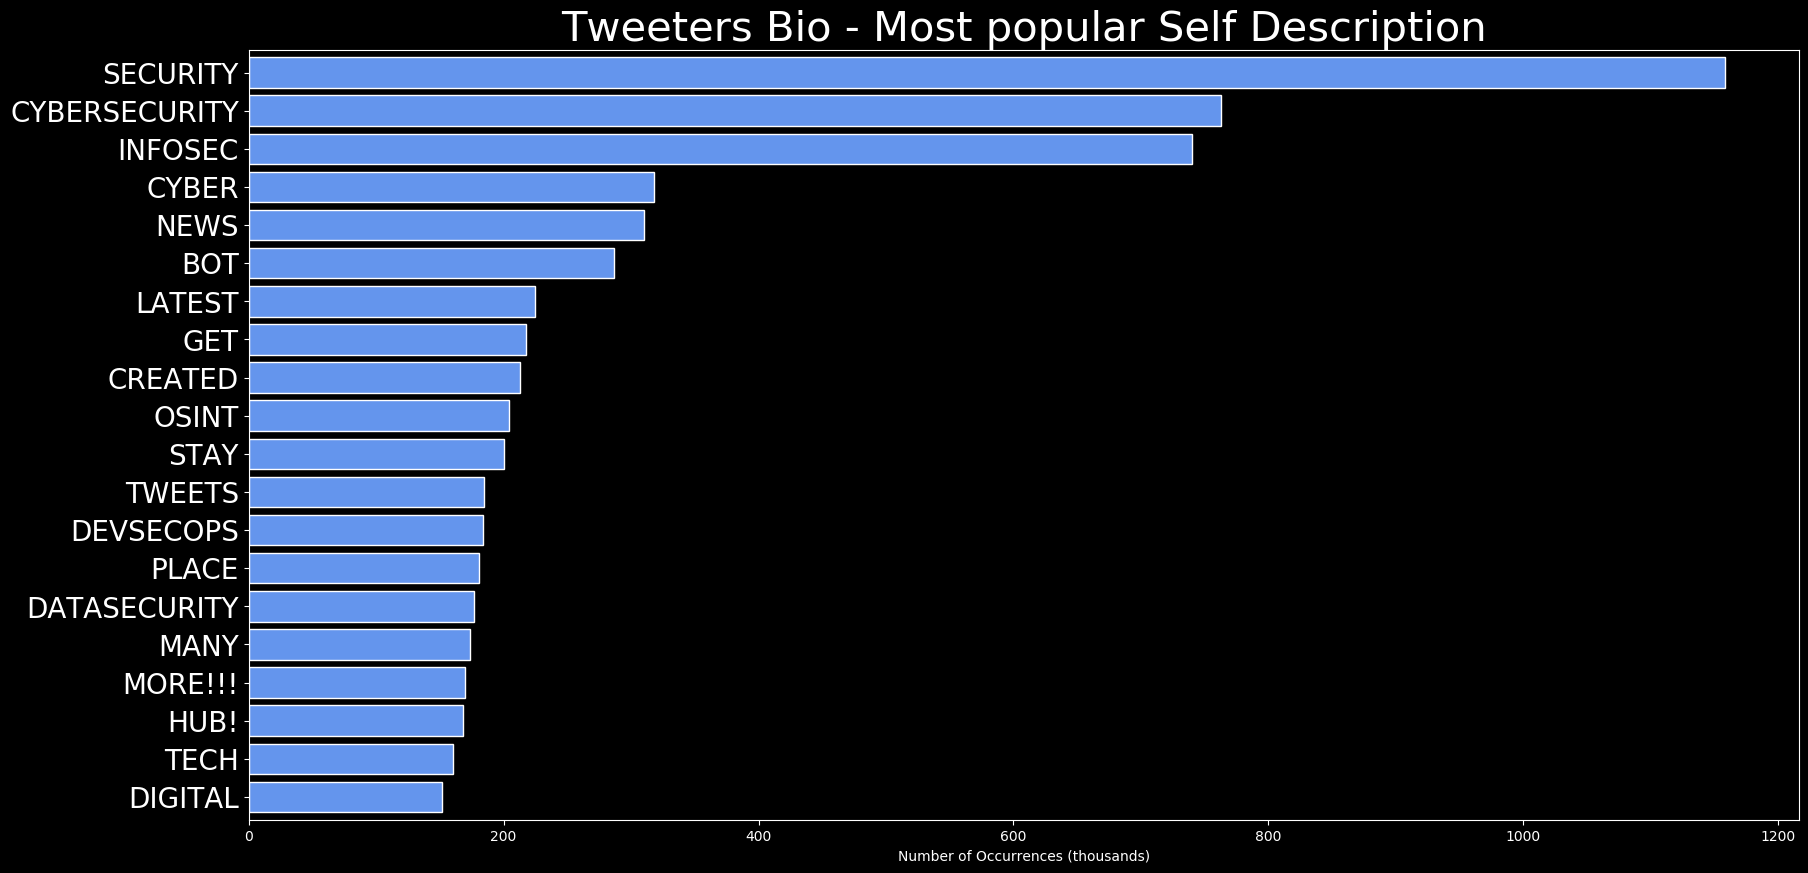 Tweeters Bio - Most popular Self Description
SECURITY
CYBERSECURITY
INFOSEC
CYBER
NEWS
BOT
LATEST
GET
CREATED
OSINT
STAY
TWEETS
DEVSECOPS
PLACE
DATASECURITY
MANY
MORE!!!
HUB!
TECH
DIGITAL
0 200 400 600 800 1000 1200
Number of Occurrences (thousands)